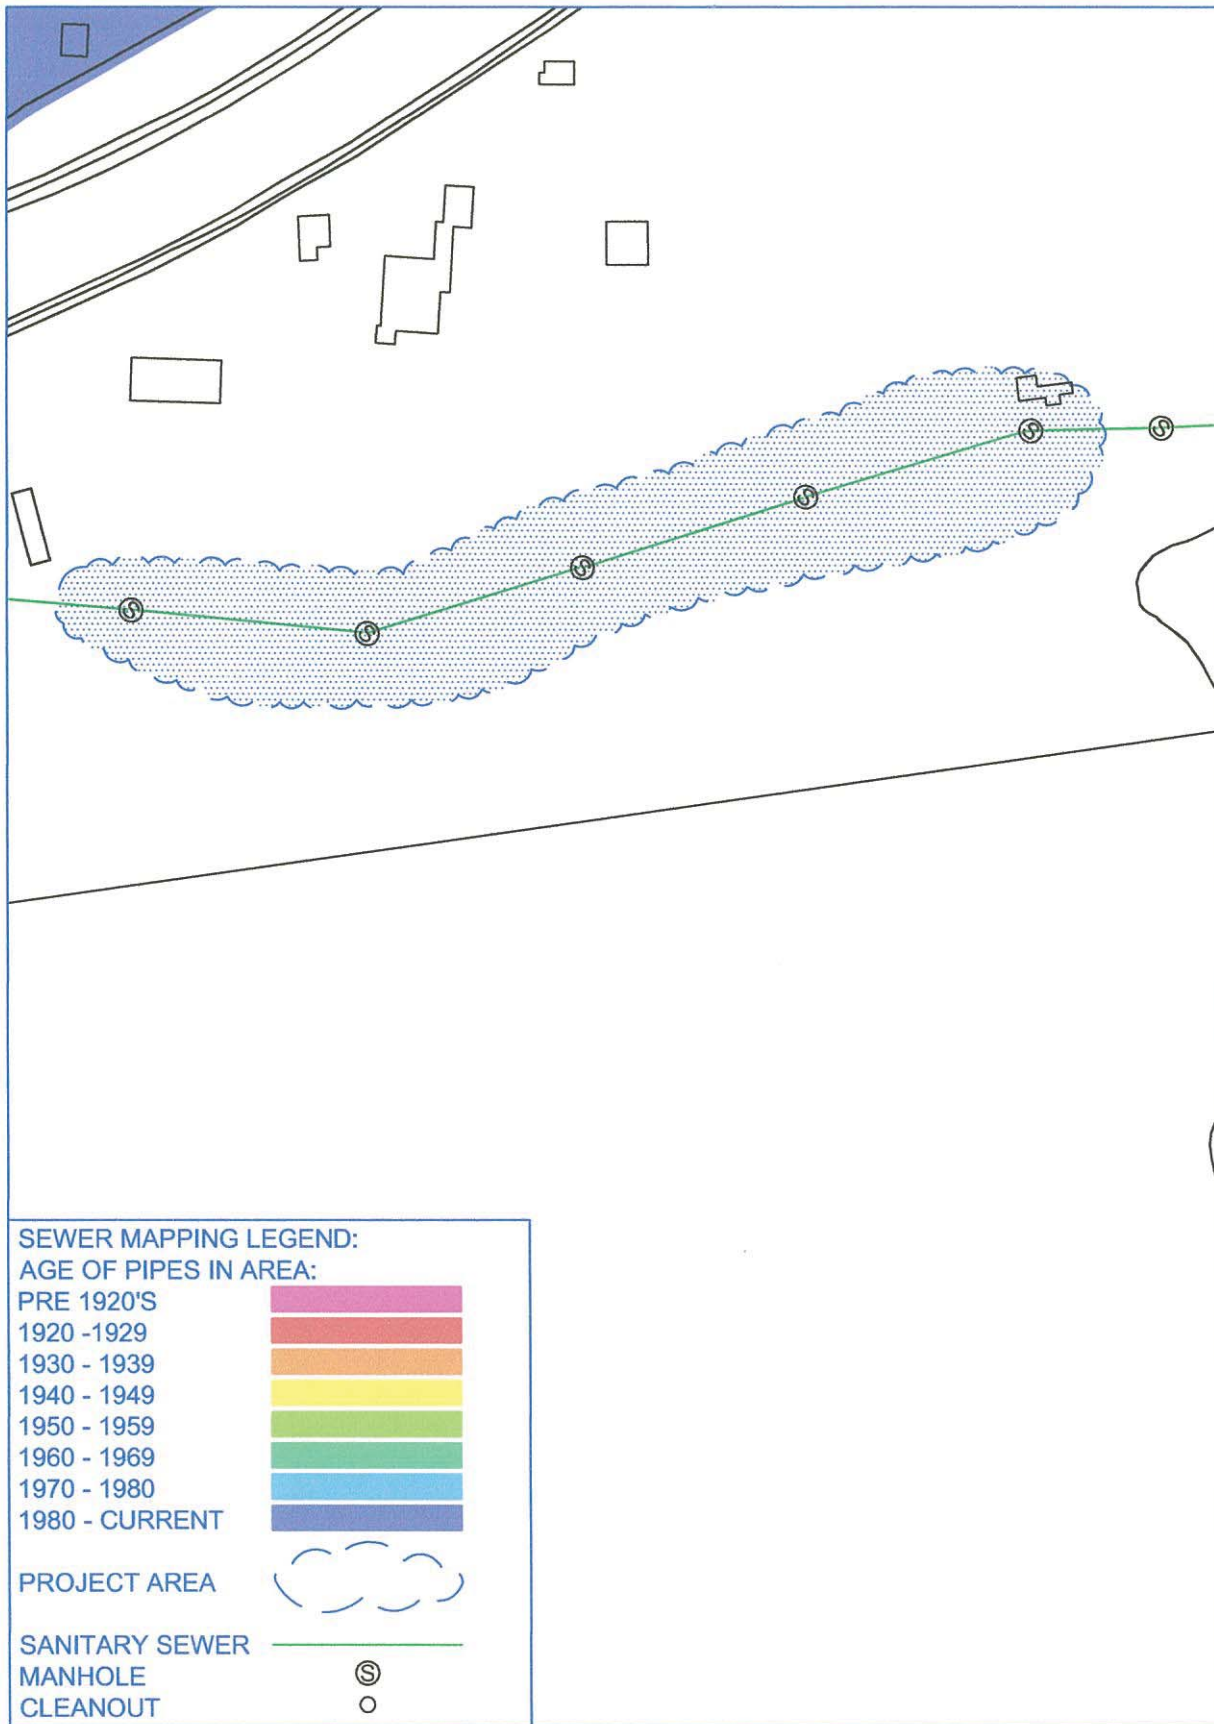 S
S
S
S
S
S
SEWER MAPPING LEGEND:
AGE OF PIPES IN AREA:
PRE 1920'S
1920 -1929
1930 - 1939
1940 - 1949
1950 - 1959
1960 - 1969
1970 - 1980
1980 - CURRENT
PROJECT AREA
SANITARY SEWER
MANHOLE S
CLEANOUT